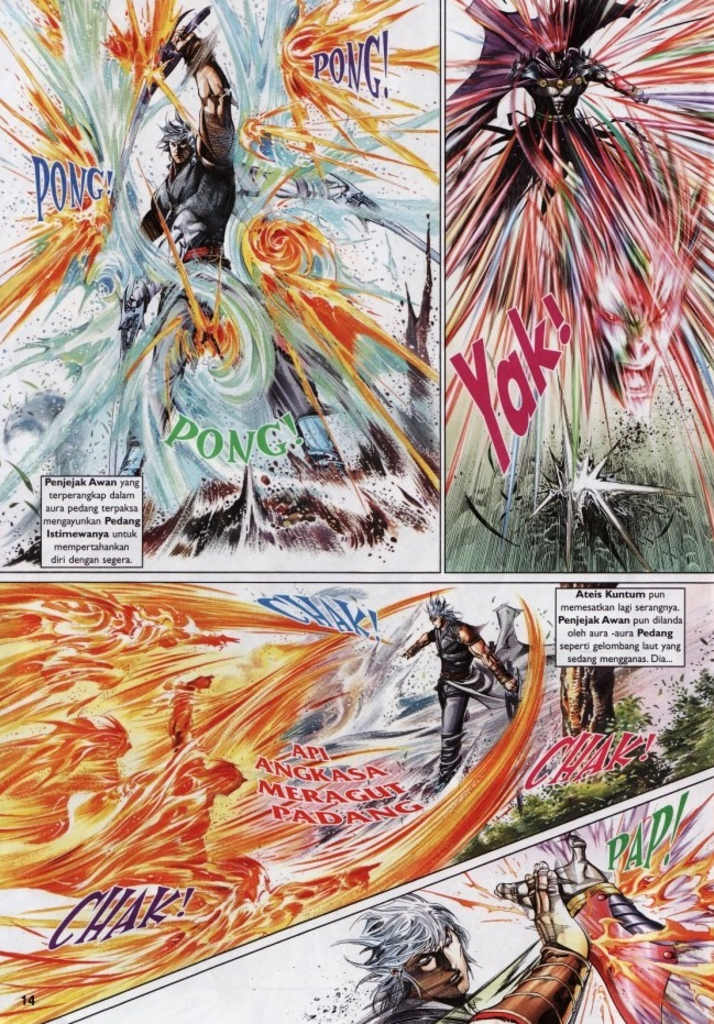 PONG!
PONG!
PONG!
Penjejak Awan yang
terperangkap dalam
aura pedang terpaksa
mengayunkan Pedang
Istimewanya untuk
mempertahankan
diri dengan segera.
Yak!
CHAK!
Ateis Kuntum pun
memesatkan lagi serangnya.
Penjejak Awan pun dilanda
oleh aura -aura Pedang
seperti gelombang laut yang
sedang mengganas. Dia...
API
ANGKASA
MERAGUT
PADANG
CHAK!
CHAK!
PAP!
14